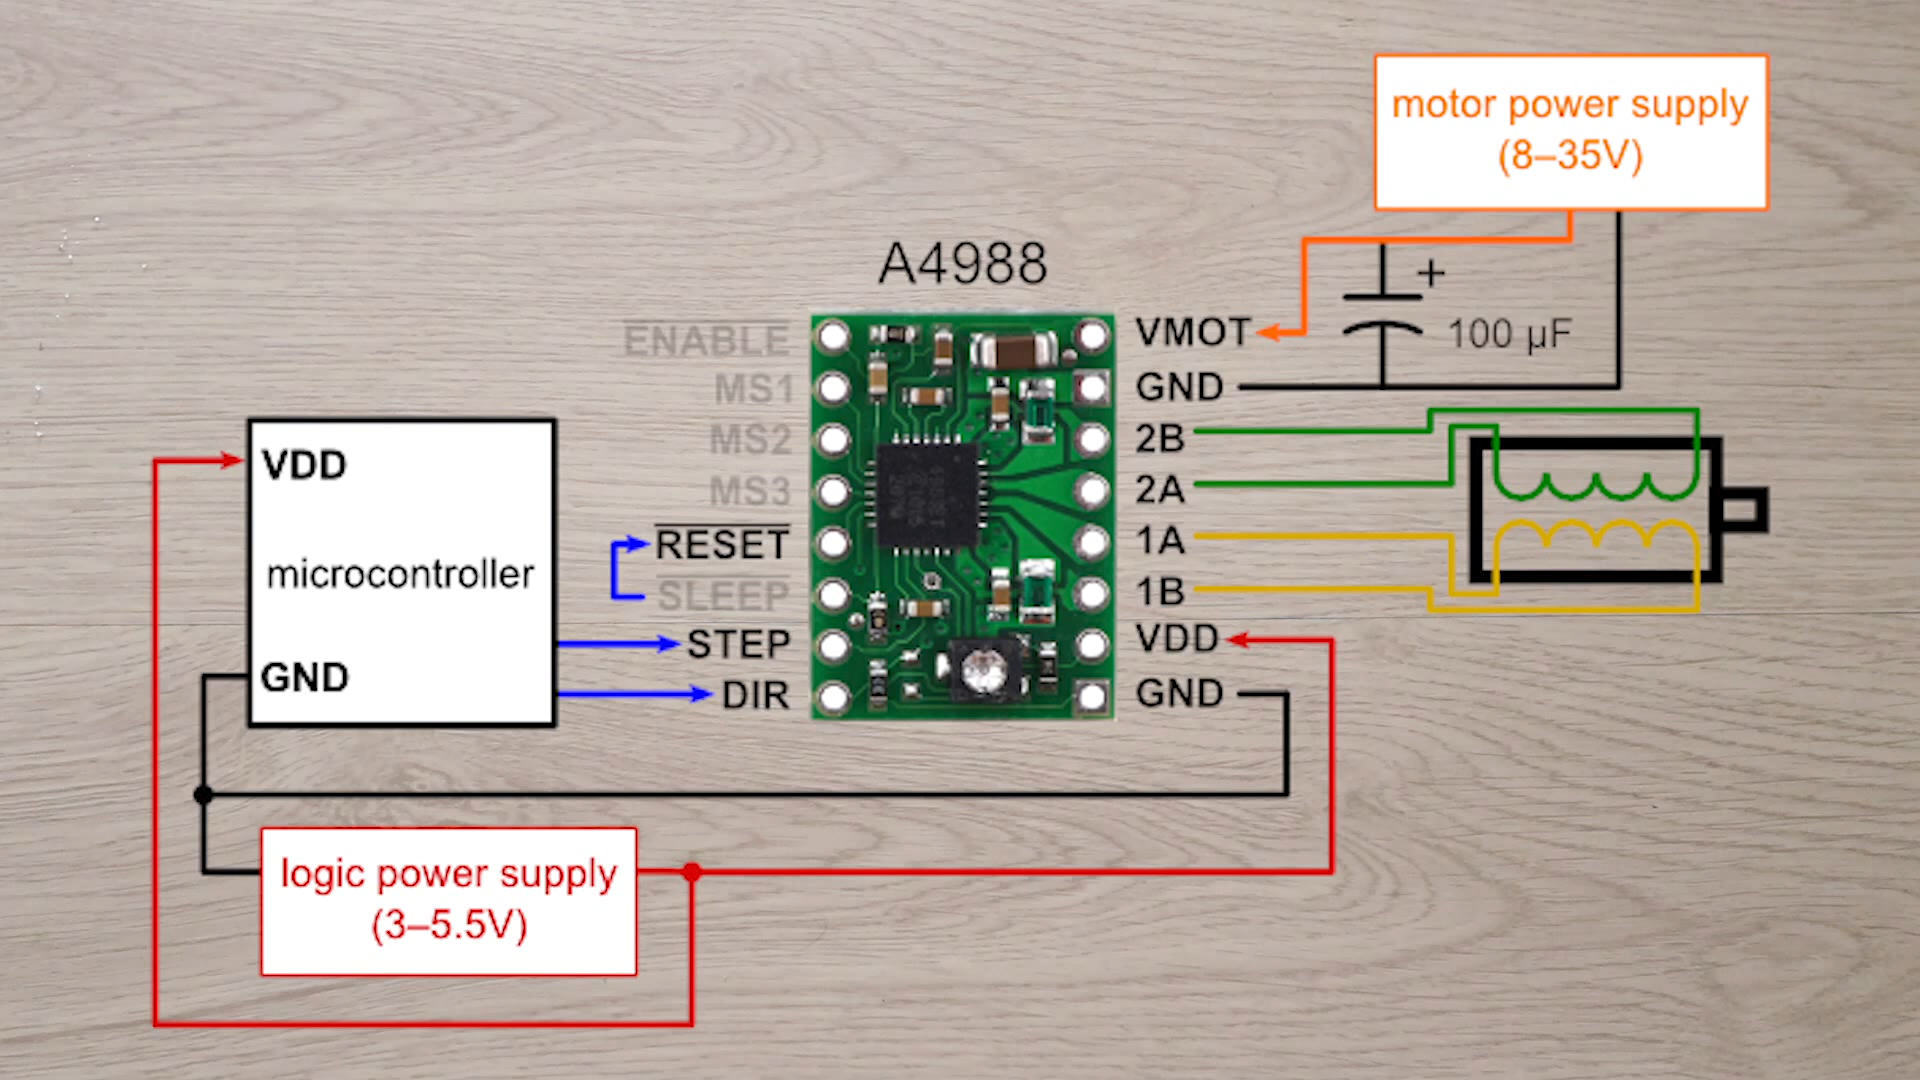 motor power supply
(8–35V)
A4988
ENABLE
MS1
MS2
MS3
RESET
SLEEP
STEP
DIR
VMOT
GND
2B
2A
1A
1B
VDD
GND
+
100 µF
VDD
microcontroller
GND
logic power supply
(3–5.5V)